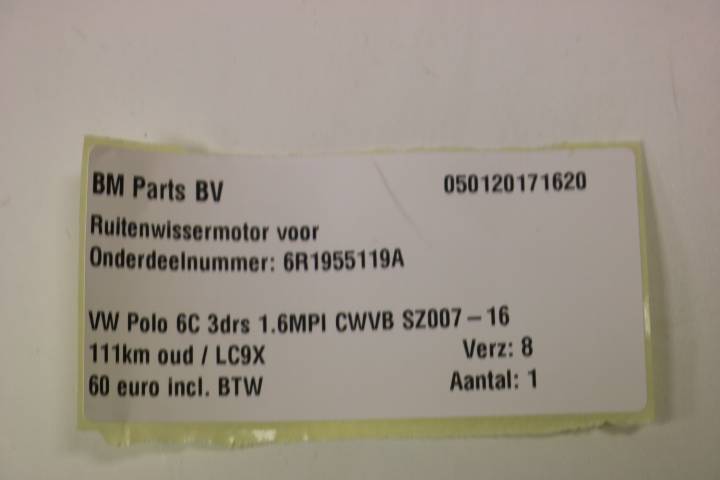 BM Parts BV 050120171620
Ruitenwissermotor voor
Onderdeelnummer: 6R1955119A
VW Polo 6C 3drs 1.6MPI CWVB SZ007-16
111km oud / LC9X Verz: 8
60 euro incl. BTW Aantal: 1